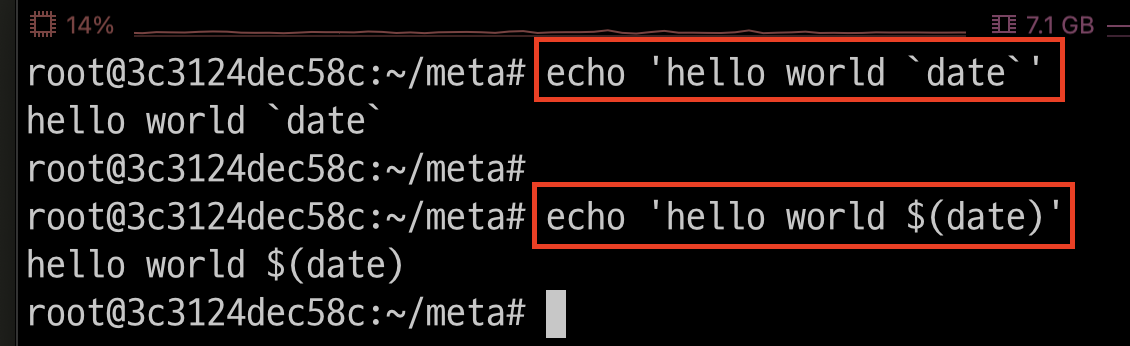 14% 7.1 GB
root@3c3124dec58c:~/meta# echo 'hello world `date`'
hello world `date`
root@3c3124dec58c:~/meta#
root@3c3124dec58c:~/meta# echo 'hello world $(date)'
hello world $(date)
root@3c3124dec58c:~/meta#